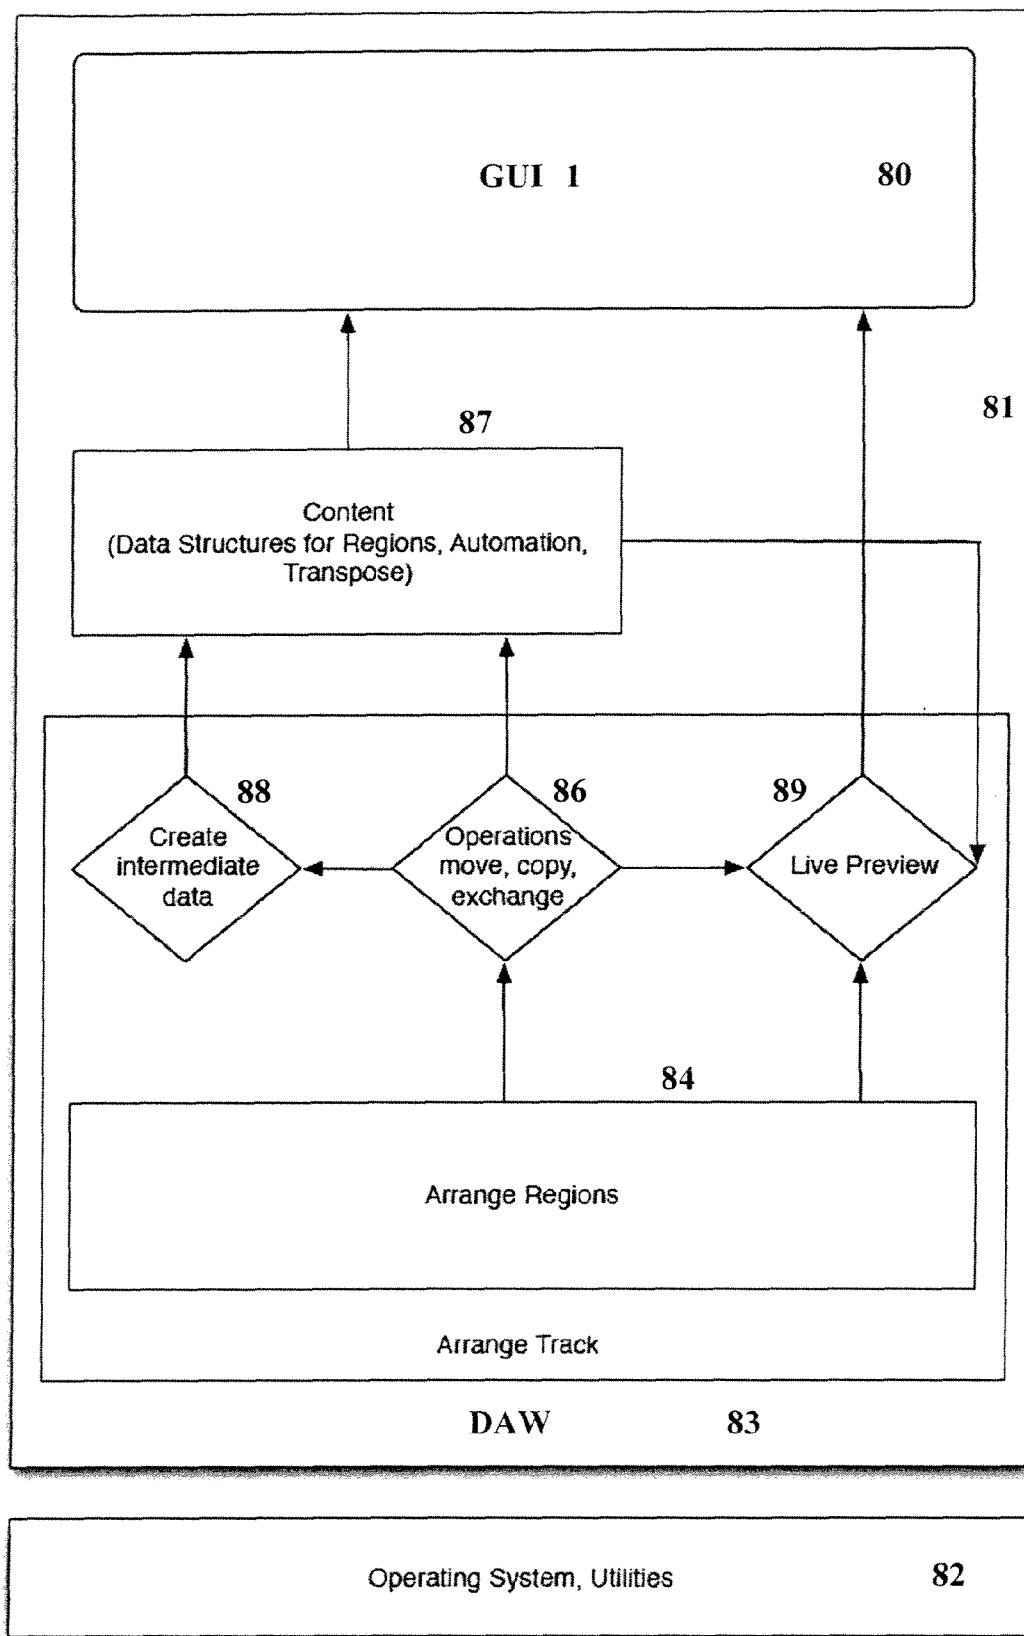 GUI 1 80
81
87
Content
(Data Structures for Regions, Automation,
Transpose)
88 86 89
Create
intermediate
data
Operations
move, copy,
exchange
Live Preview
84
Arrange Regions
Arrange Track
DAW 83
Operating System, Utilities 82